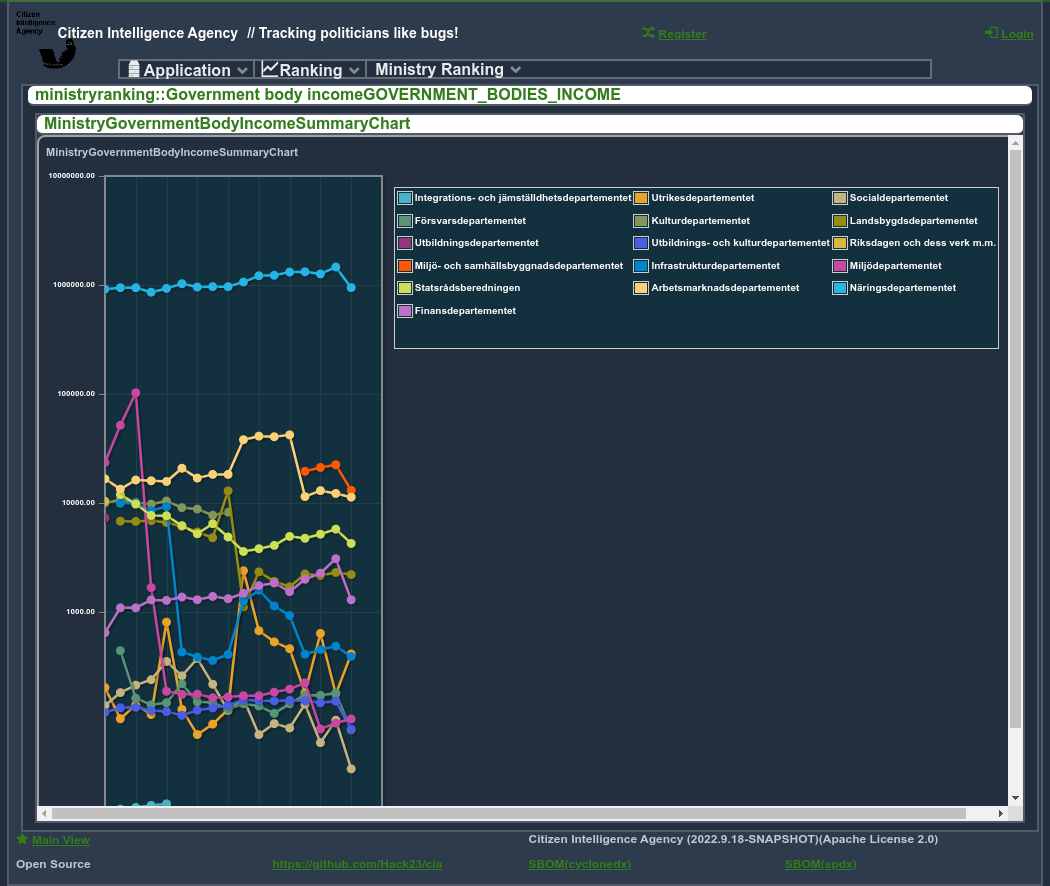 Citizen
Intelligence
Agency
Citizen Intelligence Agency // Tracking politicians like bugs!
Register
Login
Application
Ranking
Ministry Ranking
ministryranking::Government body incomeGOVERNMENT_BODIES_INCOME
MinistryGovernmentBodyIncomeSummaryChart
MinistryGovernmentBodyIncomeSummaryChart
10000000.00
1000000.00
100000.00
10000.00
1000.00
Integrations- och jämställdhetsdepartementet
Utrikesdepartementet
Socialdepartementet
Försvarsdepartementet
Kulturdepartementet
Landsbygdsdepartementet
Utbildningsdepartementet
Utbildnings- och kulturdepartementet
Riksdagen och dess verk m.m.
Miljö- och samhällsbyggnadsdepartementet
Infrastrukturdepartementet
Miljödepartementet
Statsrådsberedningen
Arbetsmarknadsdepartementet
Näringsdepartementet
Finansdepartementet
Main View
Citizen Intelligence Agency (2022.9.18-SNAPSHOT)(Apache License 2.0)
Open Source
https://github.com/Hack23/cia
SBOM(cyclonedx)
SBOM(spdx)